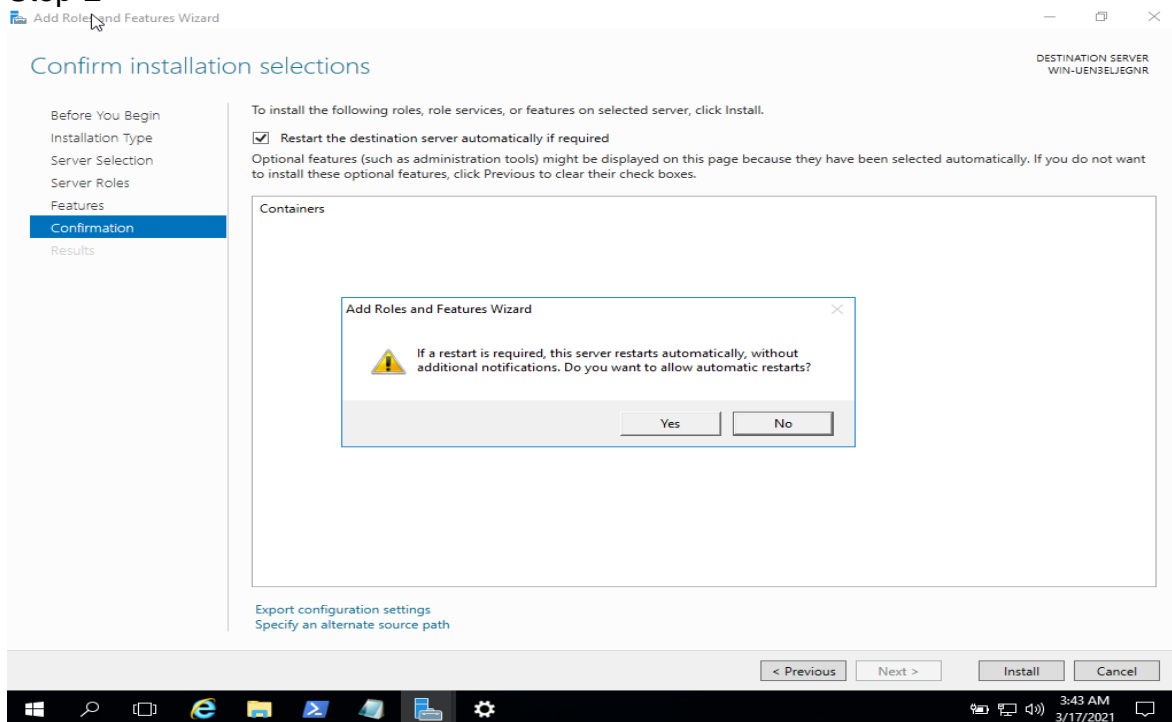 Add Roles and Features Wizard
Confirm installation selections
DESTINATION SERVER
WIN-UEN3ELJEGNR
Before You Begin
Installation Type
Server Selection
Server Roles
Features
Confirmation
Results
To install the following roles, role services, or features on selected server, click Install.
Restart the destination server automatically if required
Optional features (such as administration tools) might be displayed on this page because they have been selected automatically. If you do not want
to install these optional features, click Previous to clear their check boxes.
Containers
Add Roles and Features Wizard
If a restart is required, this server restarts automatically, without
additional notifications. Do you want to allow automatic restarts?
Yes
No
Export configuration settings
Specify an alternate source path
< Previous
Next >
Install
Cancel
3:43 AM
3/17/2021